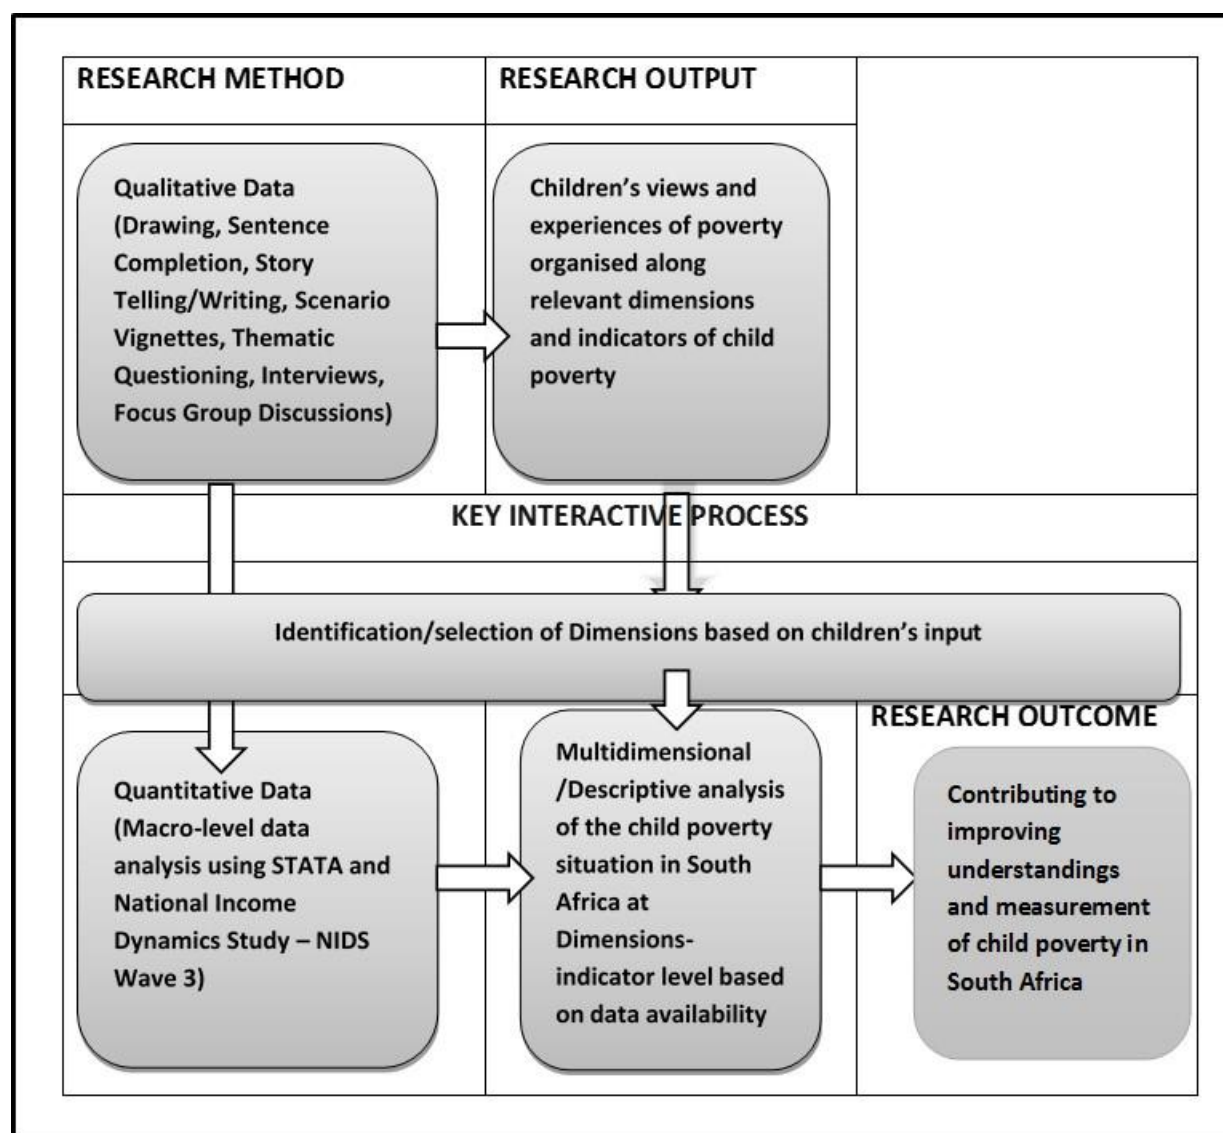 RESEARCH METHOD
RESEARCH OUTPUT
Qualitative Data
(Drawing, Sentence
Completion, Story
Telling/Writing, Scenario
Vignettes, Thematic
Questioning, Interviews,
Focus Group Discussions)
Children’s views and
experiences of poverty
organised along
relevant dimensions
and indicators of child
poverty
KEY INTERACTIVE PROCESS
Identification/selection of Dimensions based on children’s input
Quantitative Data
(Macro-level data
analysis using STATA and
National Income
Dynamics Study – NIDS
Wave 3)
Multidimensional
/Descriptive analysis
of the child poverty
situation in South
Africa at
Dimensions-
indicator level based
on data availability
RESEARCH OUTCOME
Contributing to
improving
understandings
and measurement
of child poverty in
South Africa